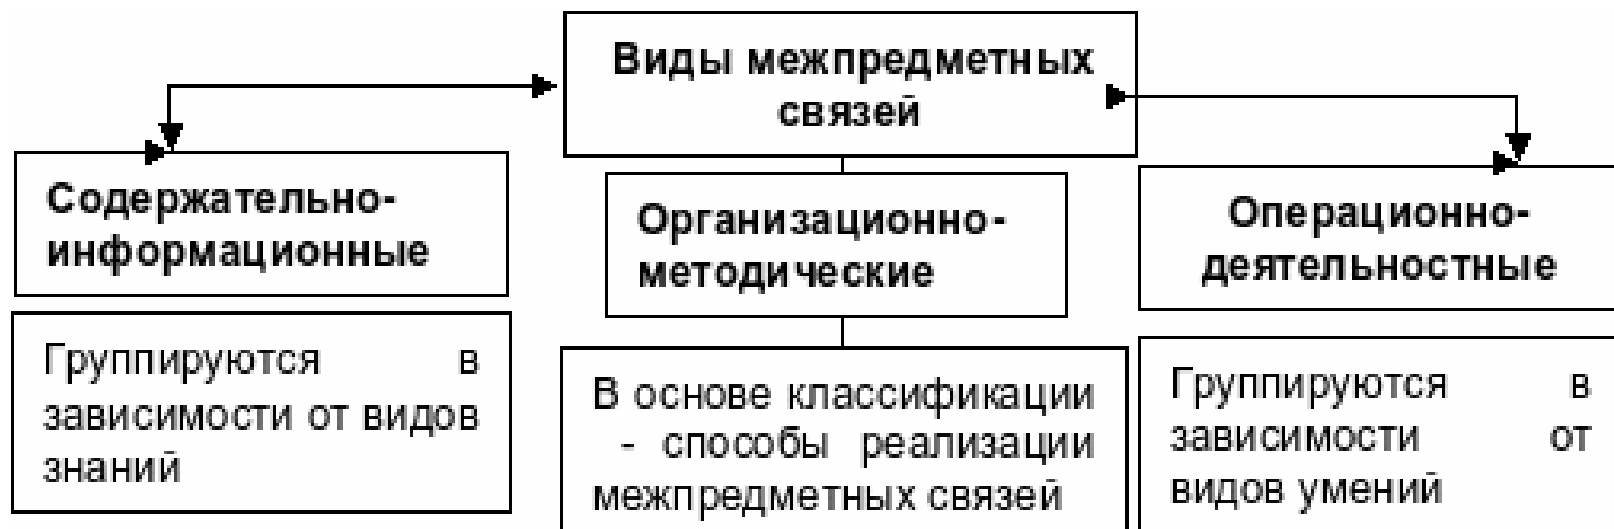 Виды межпредметных
связей
Содержательно-
информационные
Организационно-
методические
Операционно-
деятельностные
Группируются в
зависимости от видов
знаний
В основе классификации
- способы реализации
межпредметных связей
Группируются в
зависимости от
видов умений